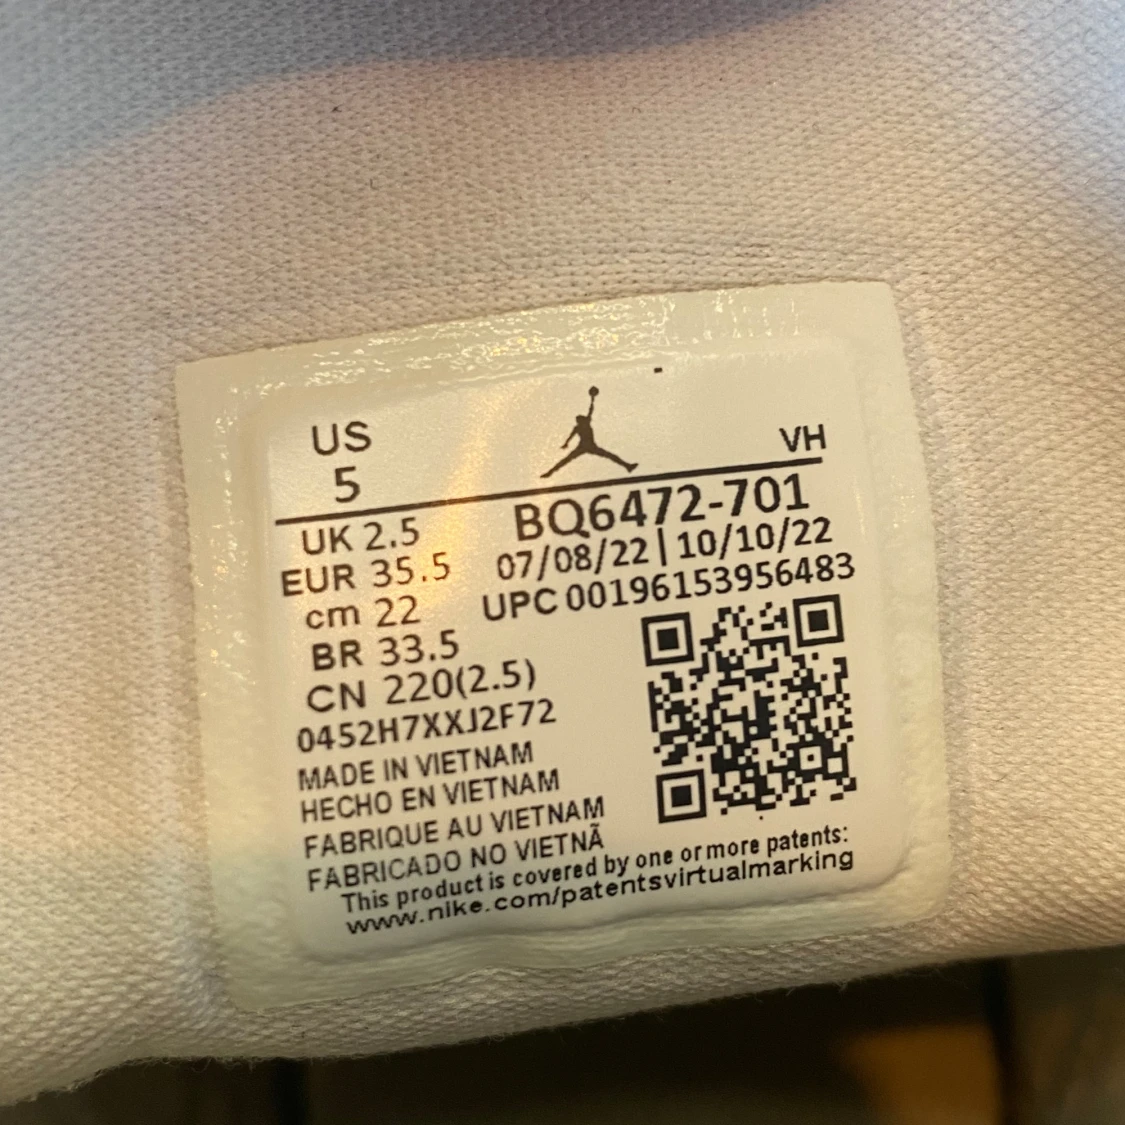 US
5
VH
UK 2.5
EUR 35.5
cm 22
BR 33.5
CN 220(2.5)
0452H7XXJ2F72
BQ6472-701
07/08/22 | 10/10/22
UPC 00196153956483
MADE IN VIETNAM
HECHO EN VIETNAM
FABRIQUE AU VIETNAM
FABRICADO NO VIETNÃ
This product is covered by one or more patents:
www.nike.com/patentsvirtualmarking